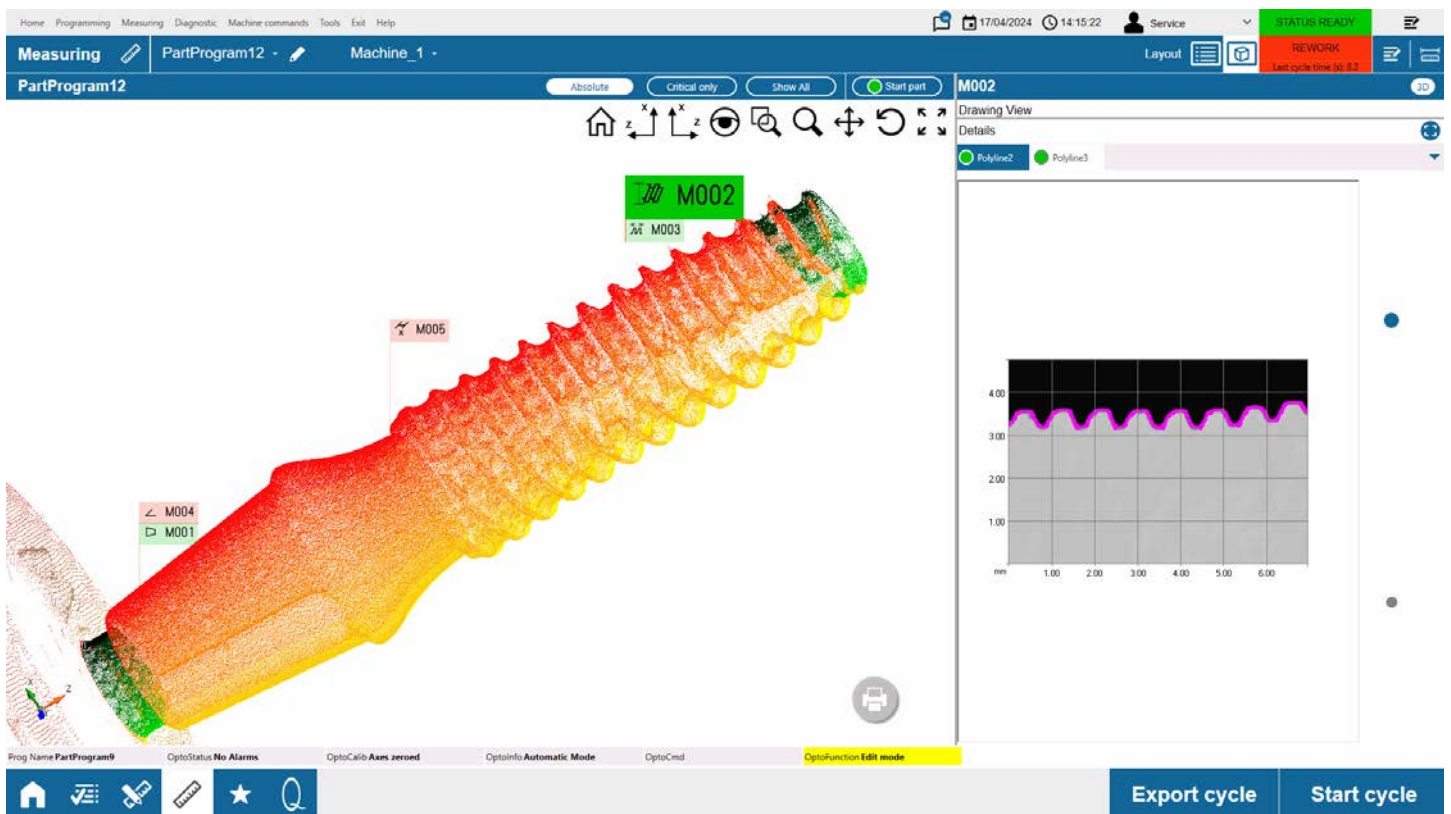 Home Programming Measuring Diagnostic Machine commands Tools Exit Help 17/04/2024 14:15:22 Service STATUS READY
Measuring PartProgram12 Machine_1 Layout REWORK
Last cycle time (s): 8.2
PartProgram12 Absolute Critical only Show All Start part M002 3D
Drawing View
Details
Polyline2 Polyline3
x x
z z
M002
M003
M005
M004
M001
4.00
3.00
2.00
1.00
mm 1.00 2.00 3.00 4.00 5.00 6.00
X Z
Prog Name PartProgram9 OptoStatus No Alarms OptoCalib Axes zeroed OptoInfo Automatic Mode OptoCmd OptoFunction Edit mode
Export cycle Start cycle